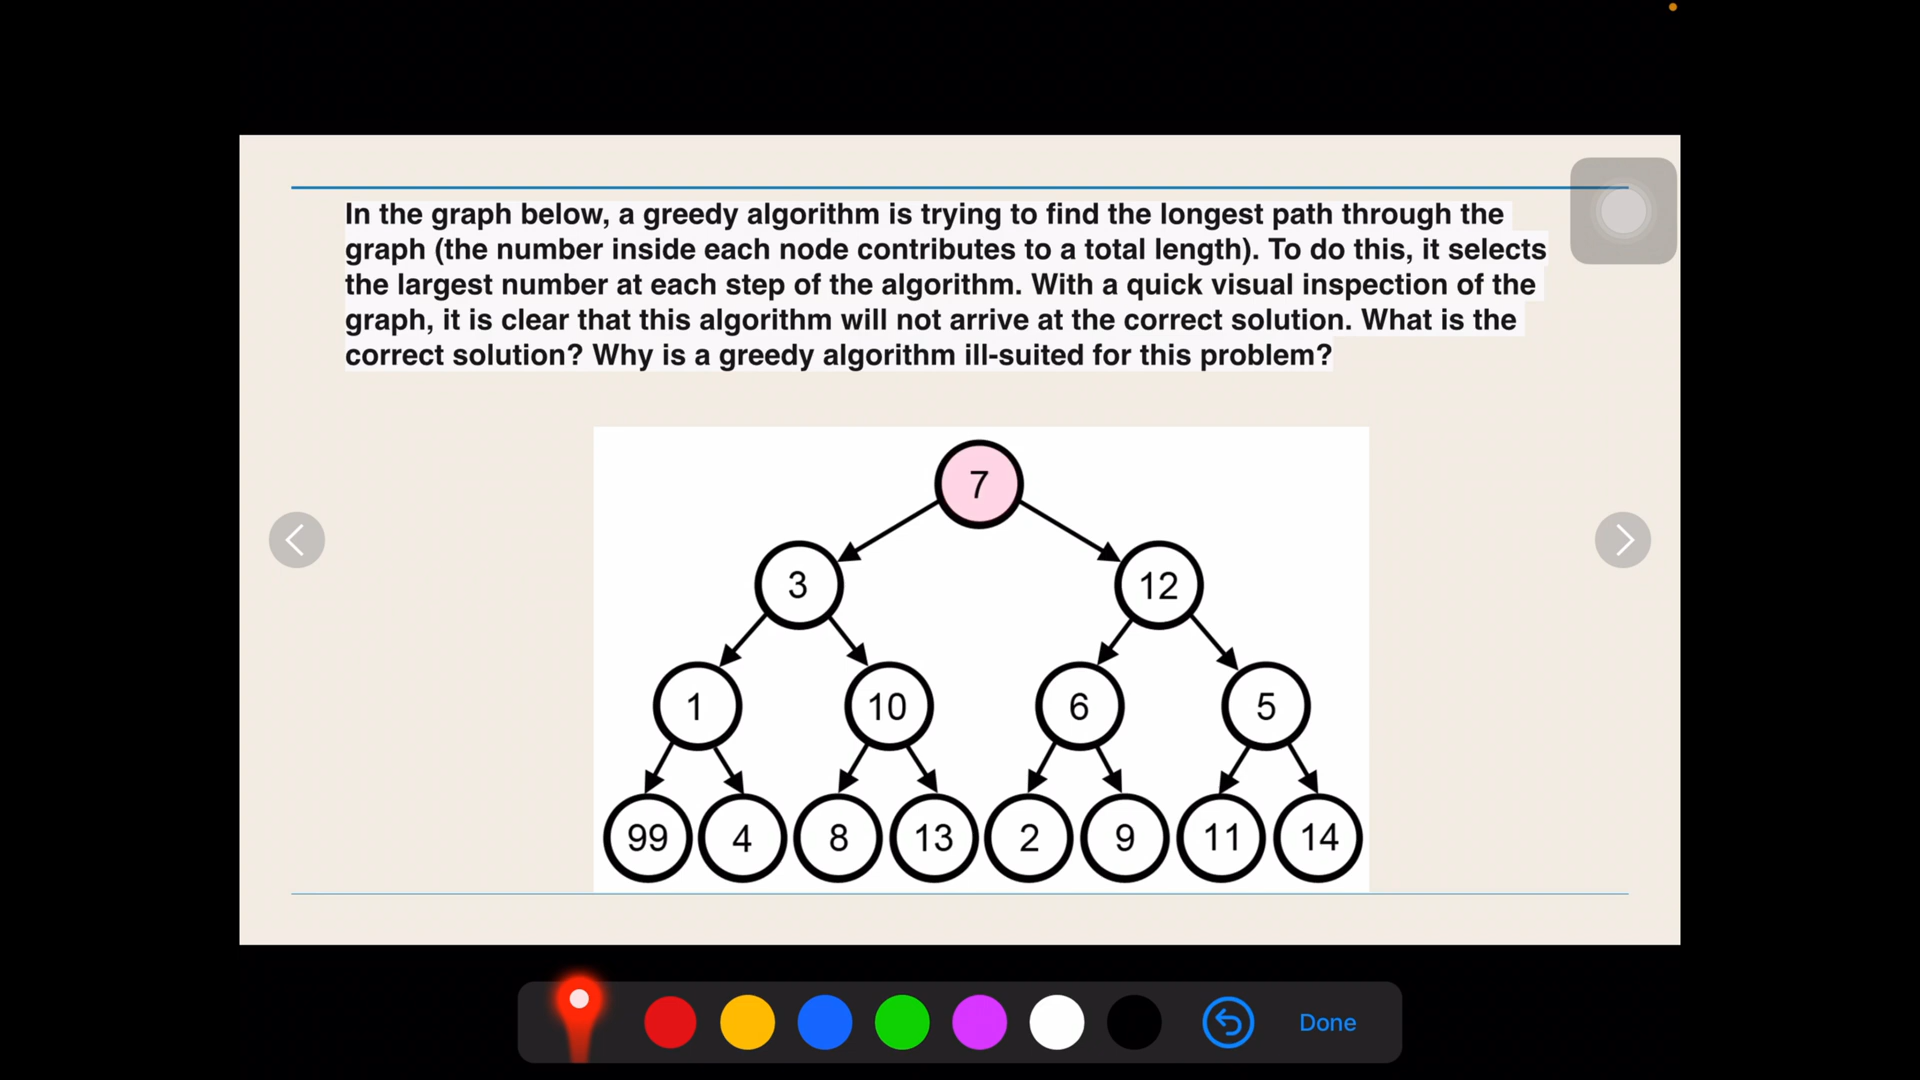 In the graph below, a greedy algorithm is trying to find the longest path through the
graph (the number inside each node contributes to a total length). To do this, it selects
the largest number at each step of the algorithm. With a quick visual inspection of the
graph, it is clear that this algorithm will not arrive at the correct solution. What is the
correct solution? Why is a greedy algorithm ill-suited for this problem?
7
3 12
1 10 6 5
99 4 8 13 2 9 11 14
Done